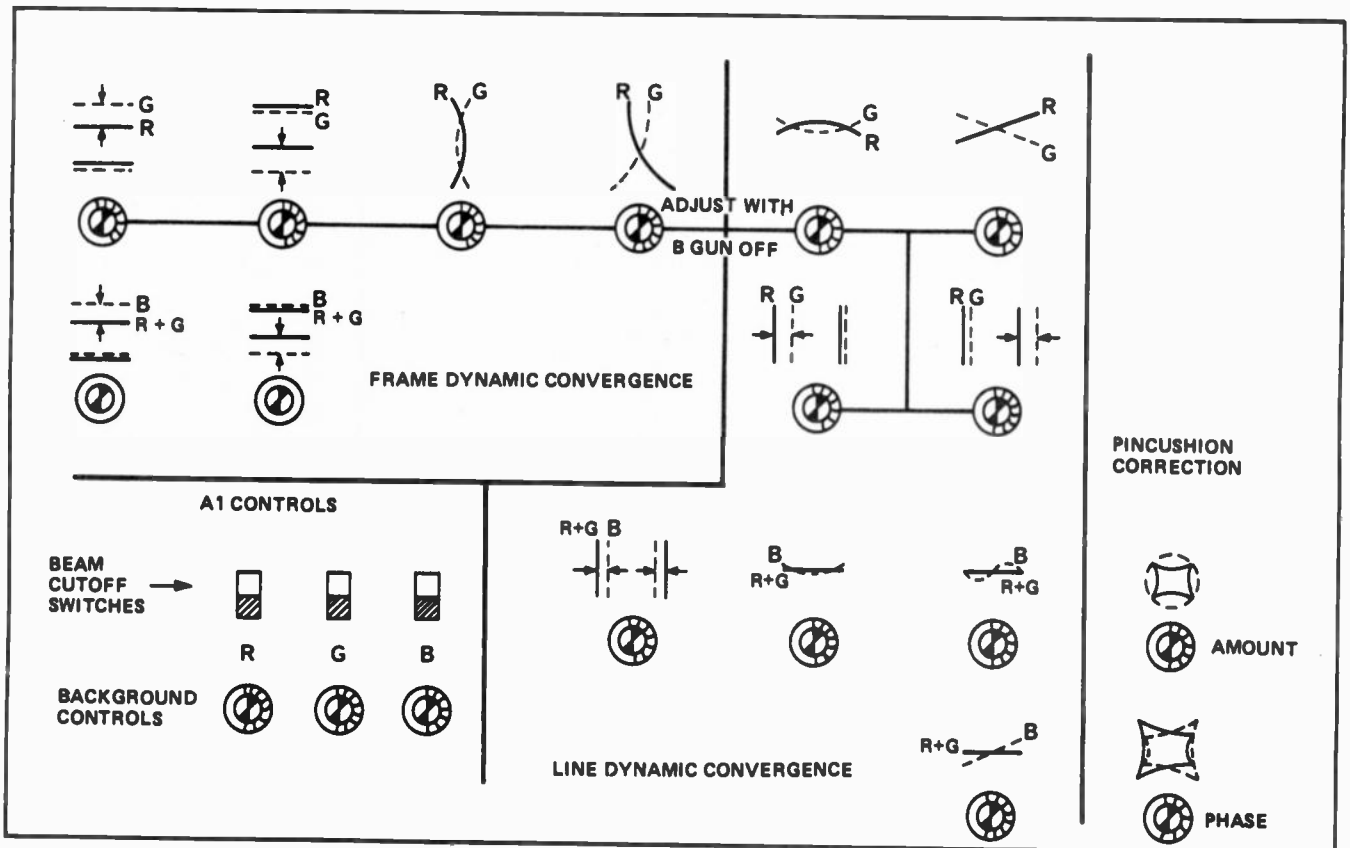 G
R
R
G
R G
R G
G
R
R
G
ADJUST WITH
B GUN OFF
B
R + G
B
R + G
R G
R G
FRAME DYNAMIC CONVERGENCE
PINCUSHION
CORRECTION
A1 CONTROLS
BEAM
CUTOFF
SWITCHES
R G B
BACKGROUND
CONTROLS
R+G B
B
R+G
B
R+G
AMOUNT
R+G B
LINE DYNAMIC CONVERGENCE
PHASE